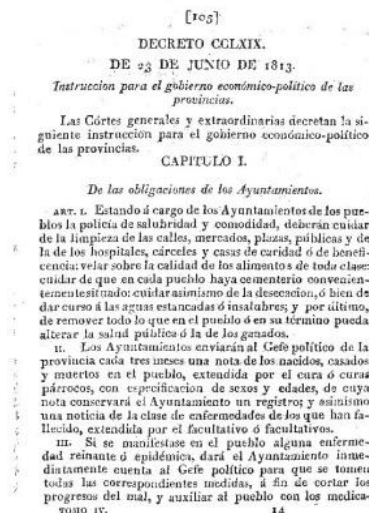 [105]
DECRETO CCLXIX.
DE 23 DE JUNIO DE 1813.
Instruccion para el gobierno económico-político de las
provincias.
Las Córtes generales y extraordinarias decretan la si-
guiente instruccion para el gobierno económico-político
de las provincias.
CAPITULO I.
De las obligaciones de los Ayuntamientos.
ART. I. Estando á cargo de los Ayuntamientos de los pue-
blos la policía de salubridad y comodidad, deberán cuidar
de la limpieza de las calles, mercados, plazas, públicas y de
la de los hospitales, cárceles y casas de caridad ó de benefi-
cencia: velar sobre la calidad de los alimentos de toda clase:
cuidar de que en cada pueblo haya cementerio convenien-
temente situado: cuidar asimismo de la desecacion, ó bien de
dar curso á las aguas estancadas ó insalubres; y por último,
de remover todo lo que en el pueblo ó en su término pueda
alterar la salud pública ó la de los ganados.
II. Los Ayuntamientos enviarán al Gefe político de la
provincia cada tres meses una nota de los nacidos, casados
y muertos en el pueblo, extendida por el cura ó curas
párrocos, con especificacion de sexos y edades, de cuya
nota conservará el Ayuntamiento un registro; y asimismo
una noticia de la clase de enfermedades de los que han fa-
llecido, extendida por el facultativo ó facultativos.
III. Si se manifestase en el pueblo alguna enferme-
dad reinante ó epidémica, dará el Ayuntamiento inme-
diatamente cuenta al Gefe político para que se tomen
todas las correspondientes medidas, á fin de cortar los
progresos del mal, y auxiliar al pueblo con los medica-
TOMO IV. 14